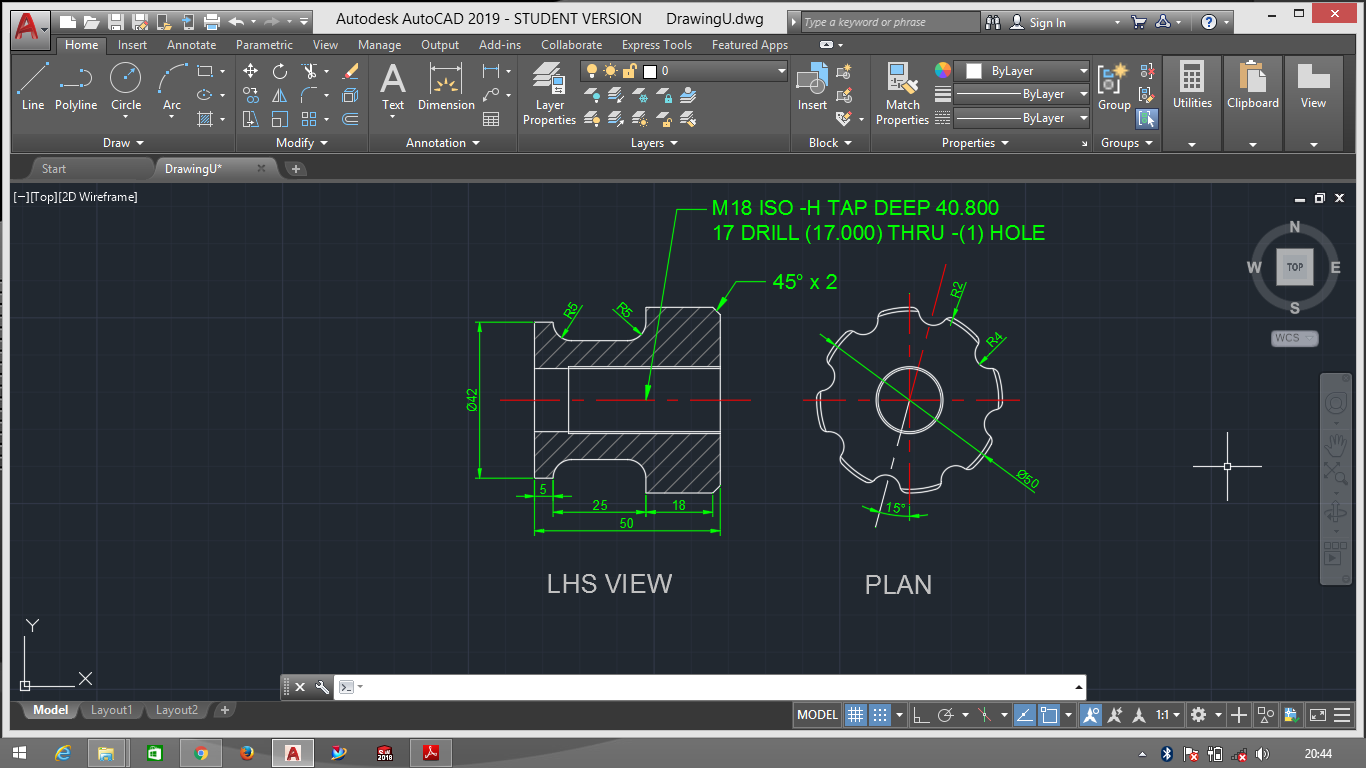 Autodesk AutoCAD 2019 - STUDENT VERSION DrawingU.dwg
Type a keyword or phrase
Sign In
Home Insert Annotate Parametric View Manage Output Add-ins Collaborate Express Tools Featured Apps
Line Polyline Circle Arc
Draw
Modify
Text Dimension
Annotation
Layer Properties
0
Layers
Insert
Block
Match Properties
ByLayer
ByLayer
ByLayer
Properties
Group
Groups
Utilities
Clipboard
View
Start DrawingU*
[−][Top][2D Wireframe]
M18 ISO -H TAP DEEP 40.800
17 DRILL (17.000) THRU -(1) HOLE
45° x 2
R5
R5
Ø42
5
25
18
50
R2
R4
Ø50
15°
LHS VIEW
PLAN
N
W TOP E
S
WCS
Y
X
Model Layout1 Layout2
MODEL
1:1
2018
20:44